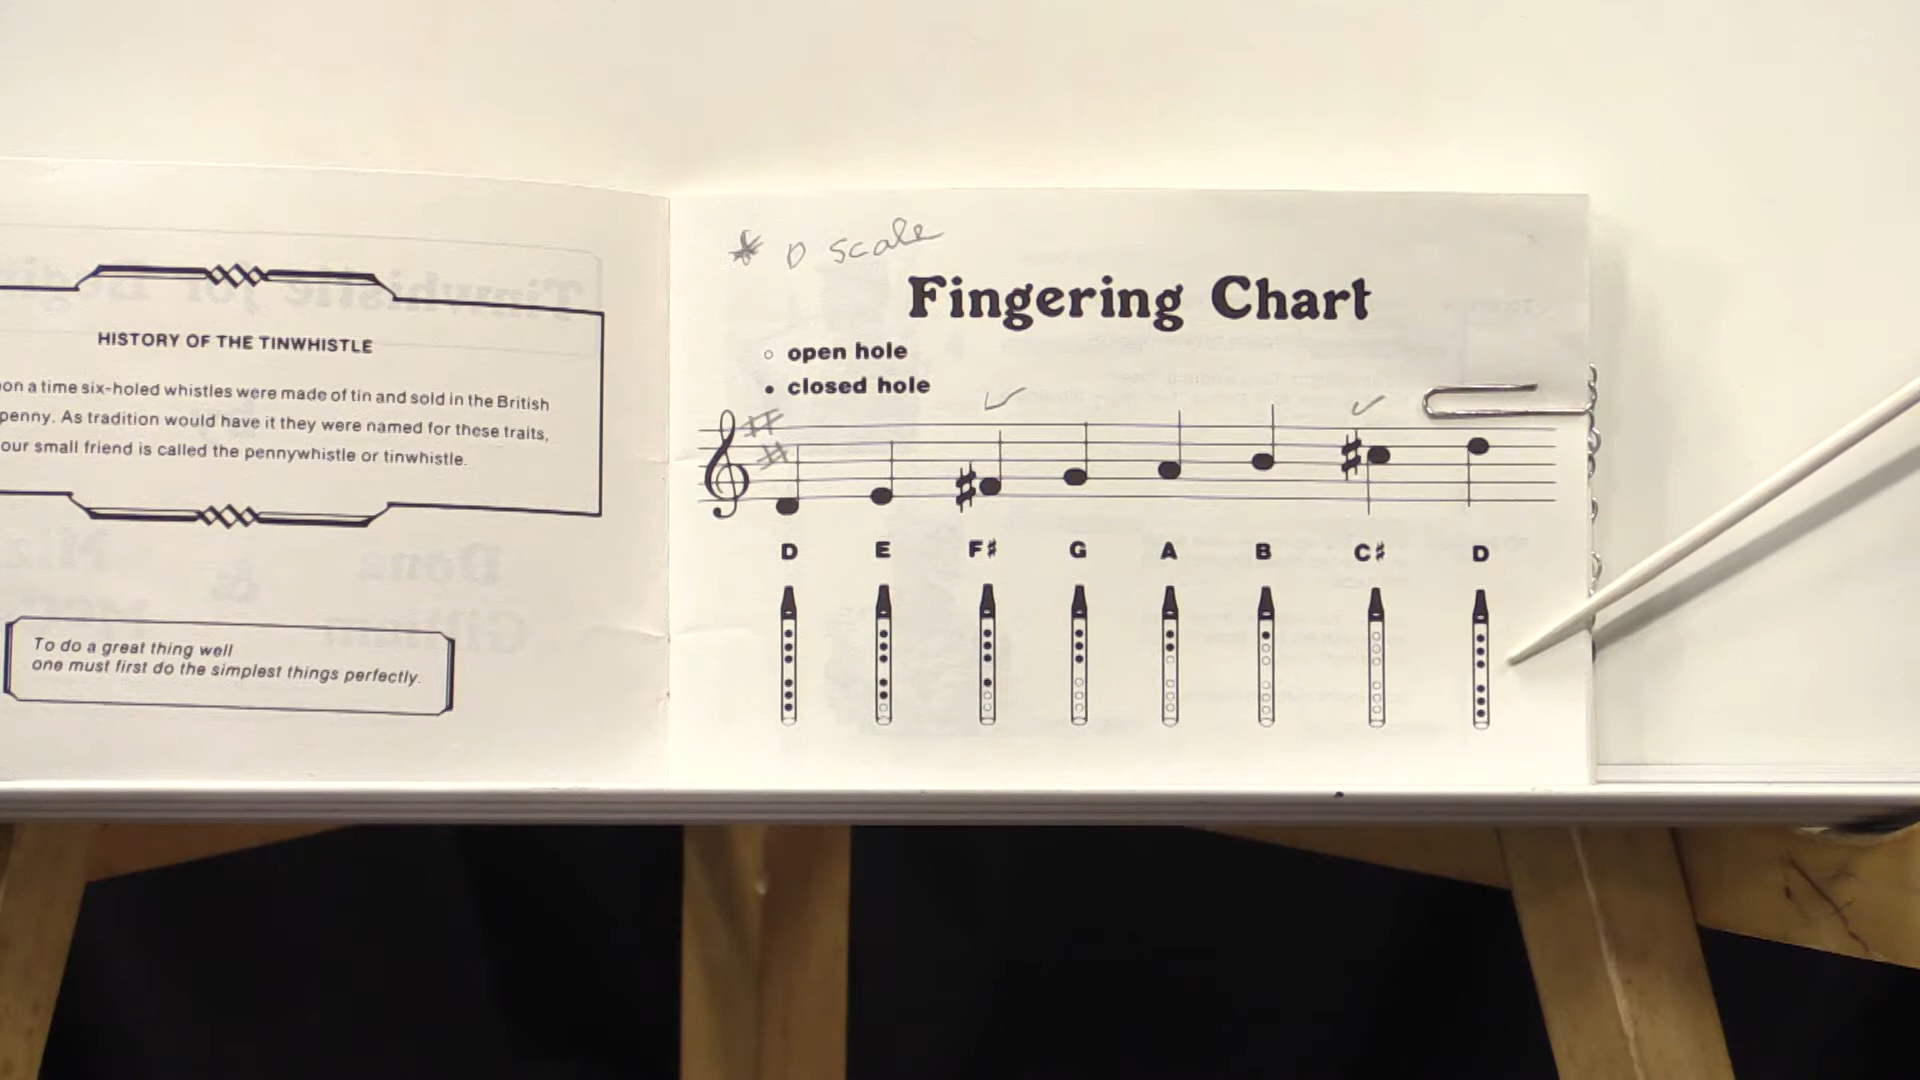 HISTORY OF THE TINWHISTLE
on a time six-holed whistles were made of tin and sold in the British
penny. As tradition would have it they were named for these traits,
our small friend is called the pennywhistle or tinwhistle.
To do a great thing well
one must first do the simplest things perfectly.
* D Scale
Fingering Chart
○ open hole
● closed hole
D E F♯ G A B C♯ D